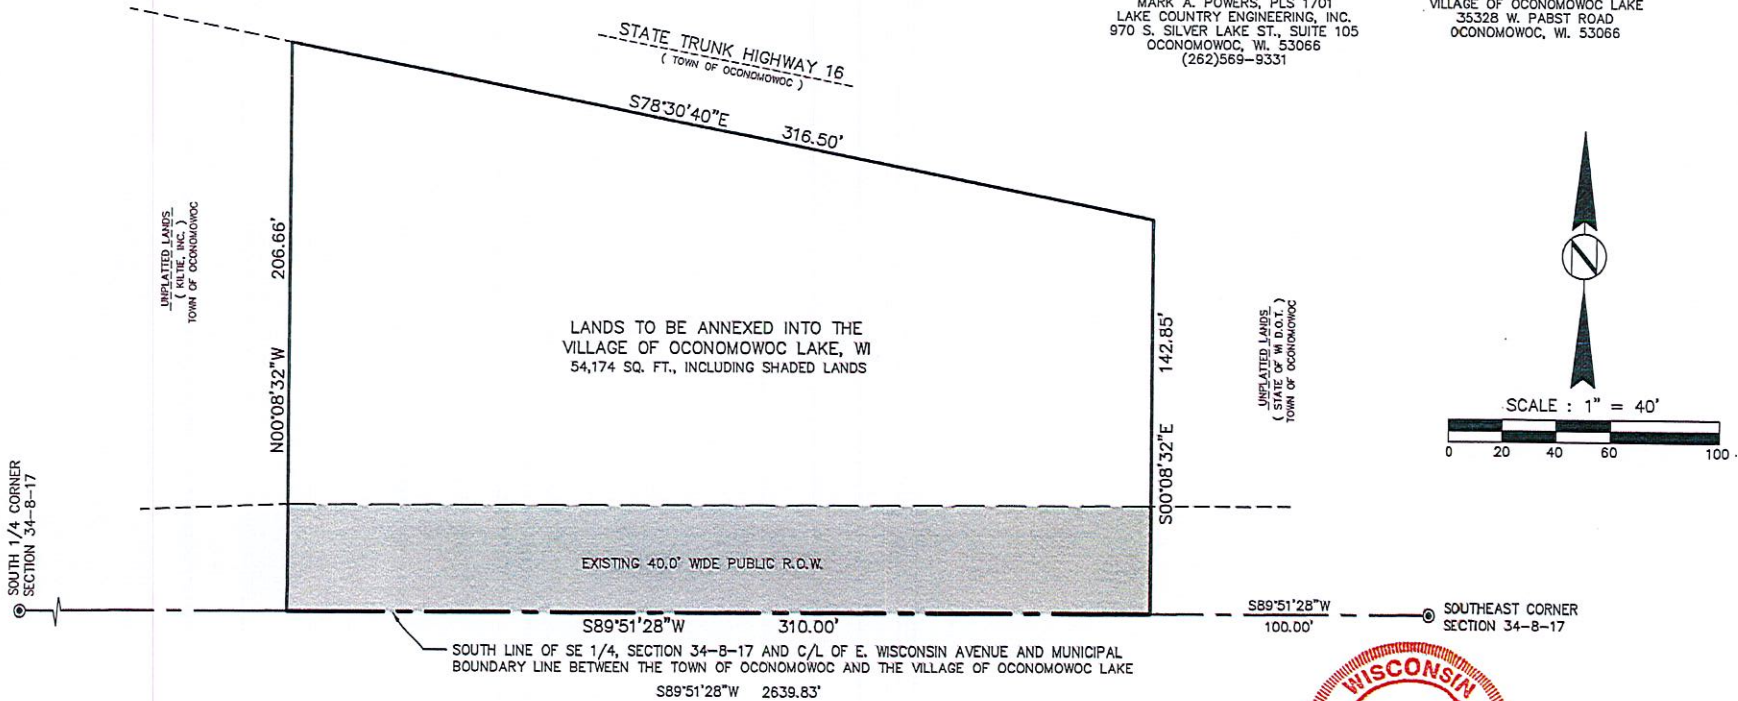 MARK A. POWERS, PLS 1701
LAKE COUNTRY ENGINEERING, INC.
970 S. SILVER LAKE ST., SUITE 105
OCONOMOWOC, WI. 53066
(262)569-9331
VILLAGE OF OCONOMOWOC LAKE
35328 W. PABST ROAD
OCONOMOWOC, WI. 53066
STATE TRUNK HIGHWAY 16
( TOWN OF OCONOMOWOC )
S78°30'40"E 316.50'
UNPLATTED LANDS
( KILTIE, INC. )
TOWN OF OCONOMOWOC
206.66'
N00°08'32"W
LANDS TO BE ANNEXED INTO THE
VILLAGE OF OCONOMOWOC LAKE, WI
54,174 SQ. FT., INCLUDING SHADED LANDS
142.85'
S00°08'32"E
UNPLATTED LANDS
( STATE OF WI D.O.T. )
TOWN OF OCONOMOWOC
N
SCALE : 1" = 40'
0 20 40 60 100
SOUTH 1/4 CORNER
SECTION 34-8-17
EXISTING 40.0' WIDE PUBLIC R.O.W.
S89°51'28"W 310.00'
S89°51'28"W
100.00'
SOUTHEAST CORNER
SECTION 34-8-17
SOUTH LINE OF SE 1/4, SECTION 34-8-17 AND C/L OF E. WISCONSIN AVENUE AND MUNICIPAL
BOUNDARY LINE BETWEEN THE TOWN OF OCONOMOWOC AND THE VILLAGE OF OCONOMOWOC LAKE
S89°51'28"W 2639.83'
WISCONSIN